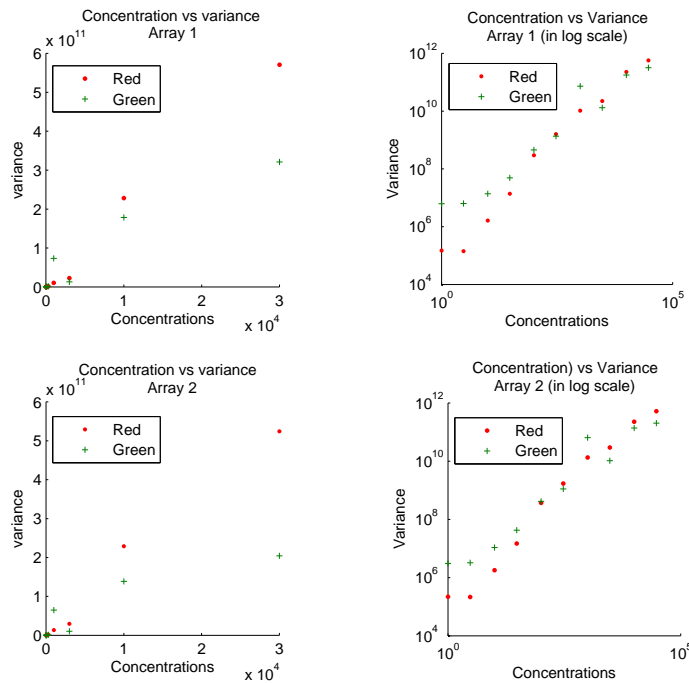 Concentration vs variance
Array 1
x 10^11
6
5
4
3
2
1
0
Red
Green
variance
0
1
2
3
Concentrations
x 10^4
Concentration vs Variance
Array 1 (in log scale)
10^12
10^10
10^8
10^6
10^4
Red
Green
Variance
10^0
10^5
Concentrations
Concentration vs variance
Array 2
x 10^11
6
5
4
3
2
1
0
Red
Green
variance
0
1
2
3
Concentrations
x 10^4
Concentration) vs Variance
Array 2 (in log scale)
10^12
10^10
10^8
10^6
10^4
Red
Green
Variance
10^0
10^5
Concentrations